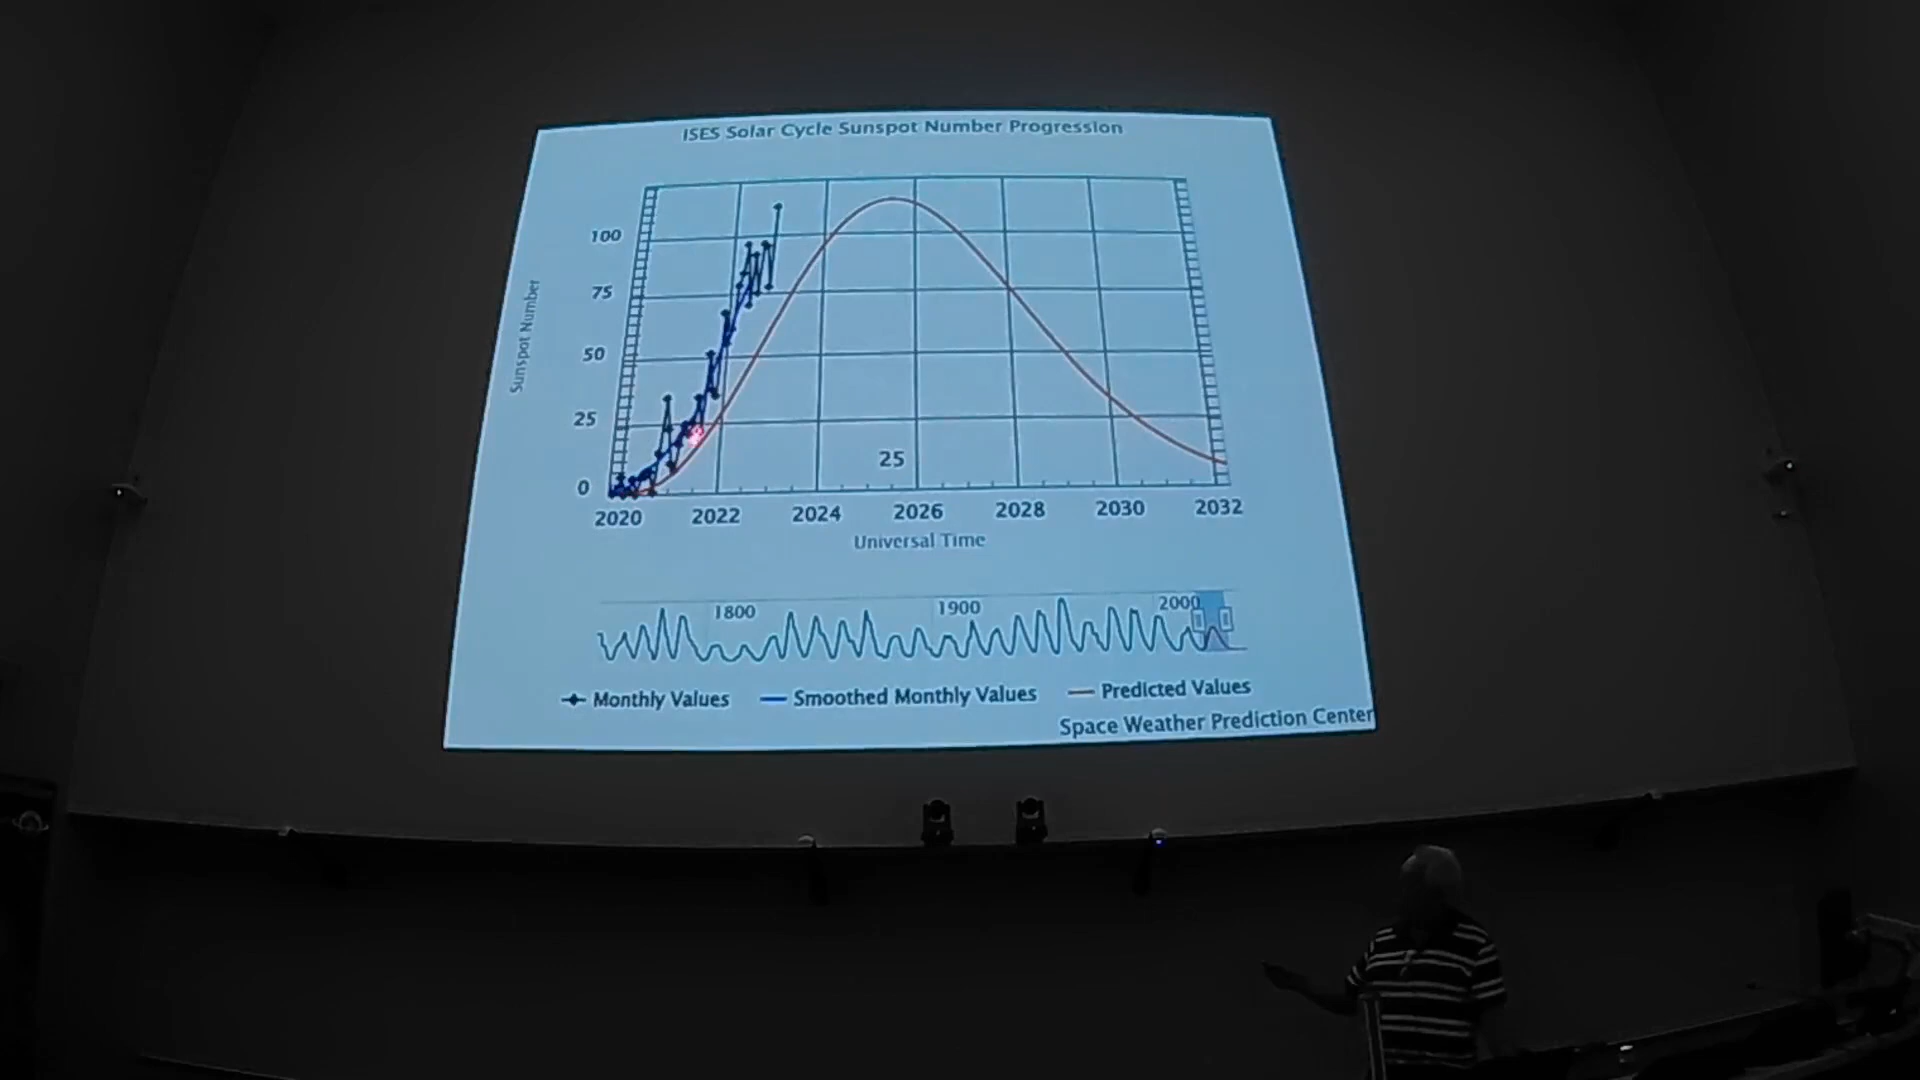 ISES Solar Cycle Sunspot Number Progression
Sunspot Number
100
75
50
25
0
25
2020 2022 2024 2026 2028 2030 2032
Universal Time
1800 1900 2000
Monthly Values Smoothed Monthly Values Predicted Values
Space Weather Prediction Center